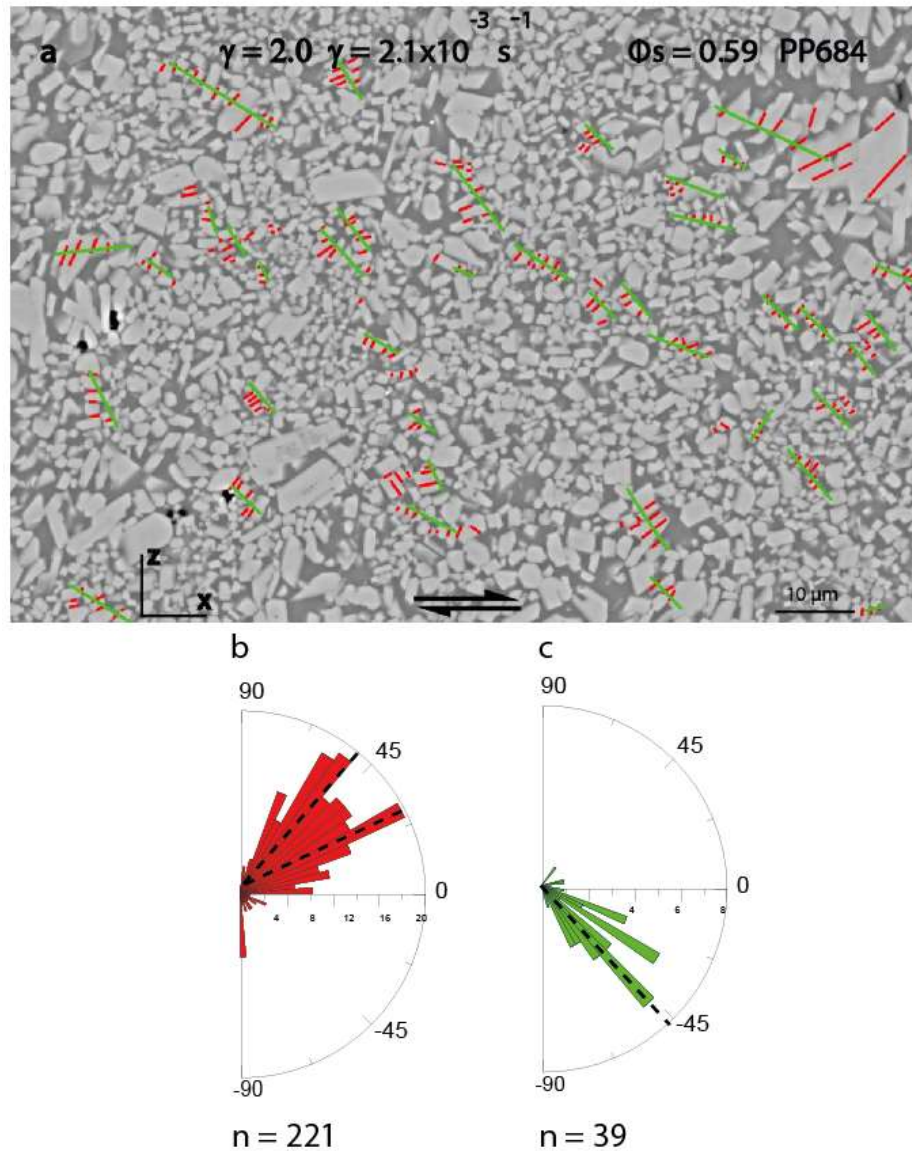 -3 -1
a γ = 2.0 γ = 2.1x10 s Φs = 0.59 PP684
z
x
10 µm
b c
90 90
45 45
0 0
4 8 12 16 20 4 6 8
-45 -45
-90 -90
n = 221 n = 39